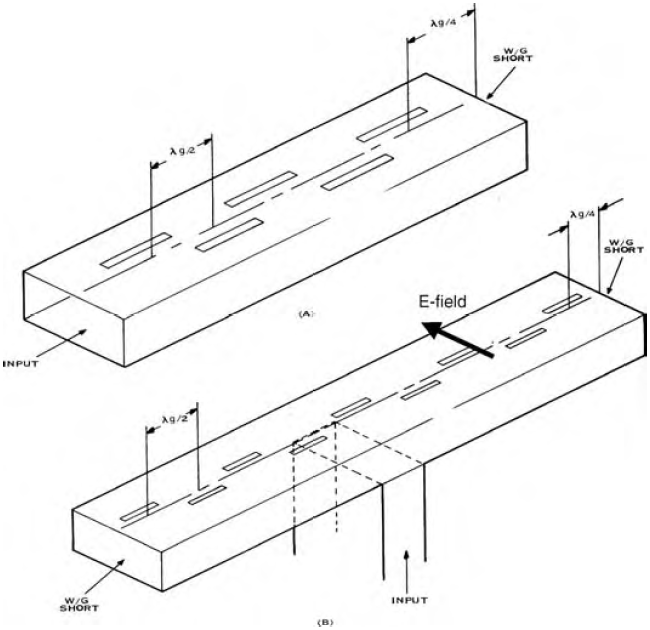 λg/4
W/G
SHORT
λg/2
(A)
INPUT
λg/4
W/G
SHORT
E-field
λg/2
W/G
SHORT
INPUT
(B)